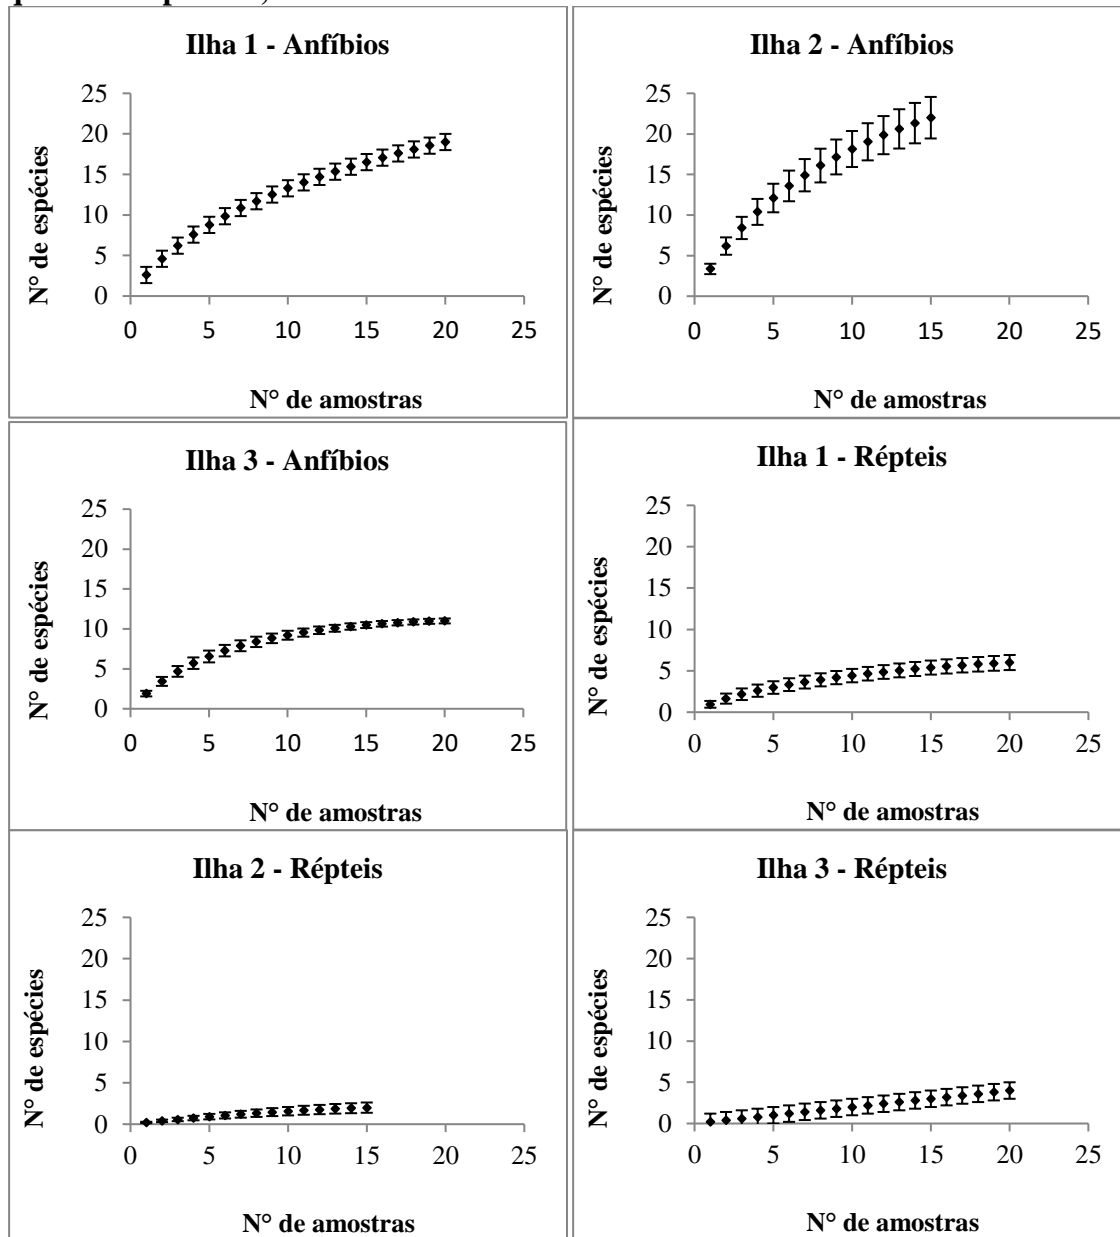 Ilha 1 - Anfíbios
N° de espécies
25
20
15
10
5
0
0 5 10 15 20 25
N° de amostras
Ilha 2 - Anfíbios
N° de espécies
25
20
15
10
5
0
0 5 10 15 20 25
N° de amostras
Ilha 3 - Anfíbios
N° de espécies
25
20
15
10
5
0
0 5 10 15 20 25
N° de amostras
Ilha 1 - Répteis
N° de espécies
25
20
15
10
5
0
0 5 10 15 20 25
N° de amostras
Ilha 2 - Répteis
N° de espécies
25
20
15
10
5
0
0 5 10 15 20 25
N° de amostras
Ilha 3 - Répteis
N° de espécies
25
20
15
10
5
0
0 5 10 15 20 25
N° de amostras